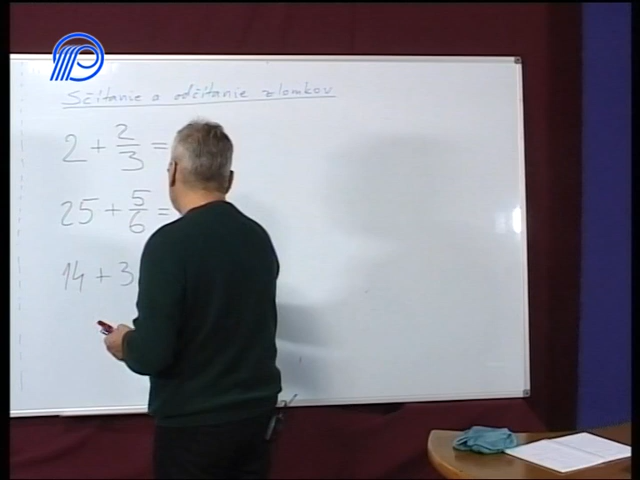 Sčítanie a odčítanie zlomkov
2 + 2/3 =
25 + 5/6 =
14 + 3